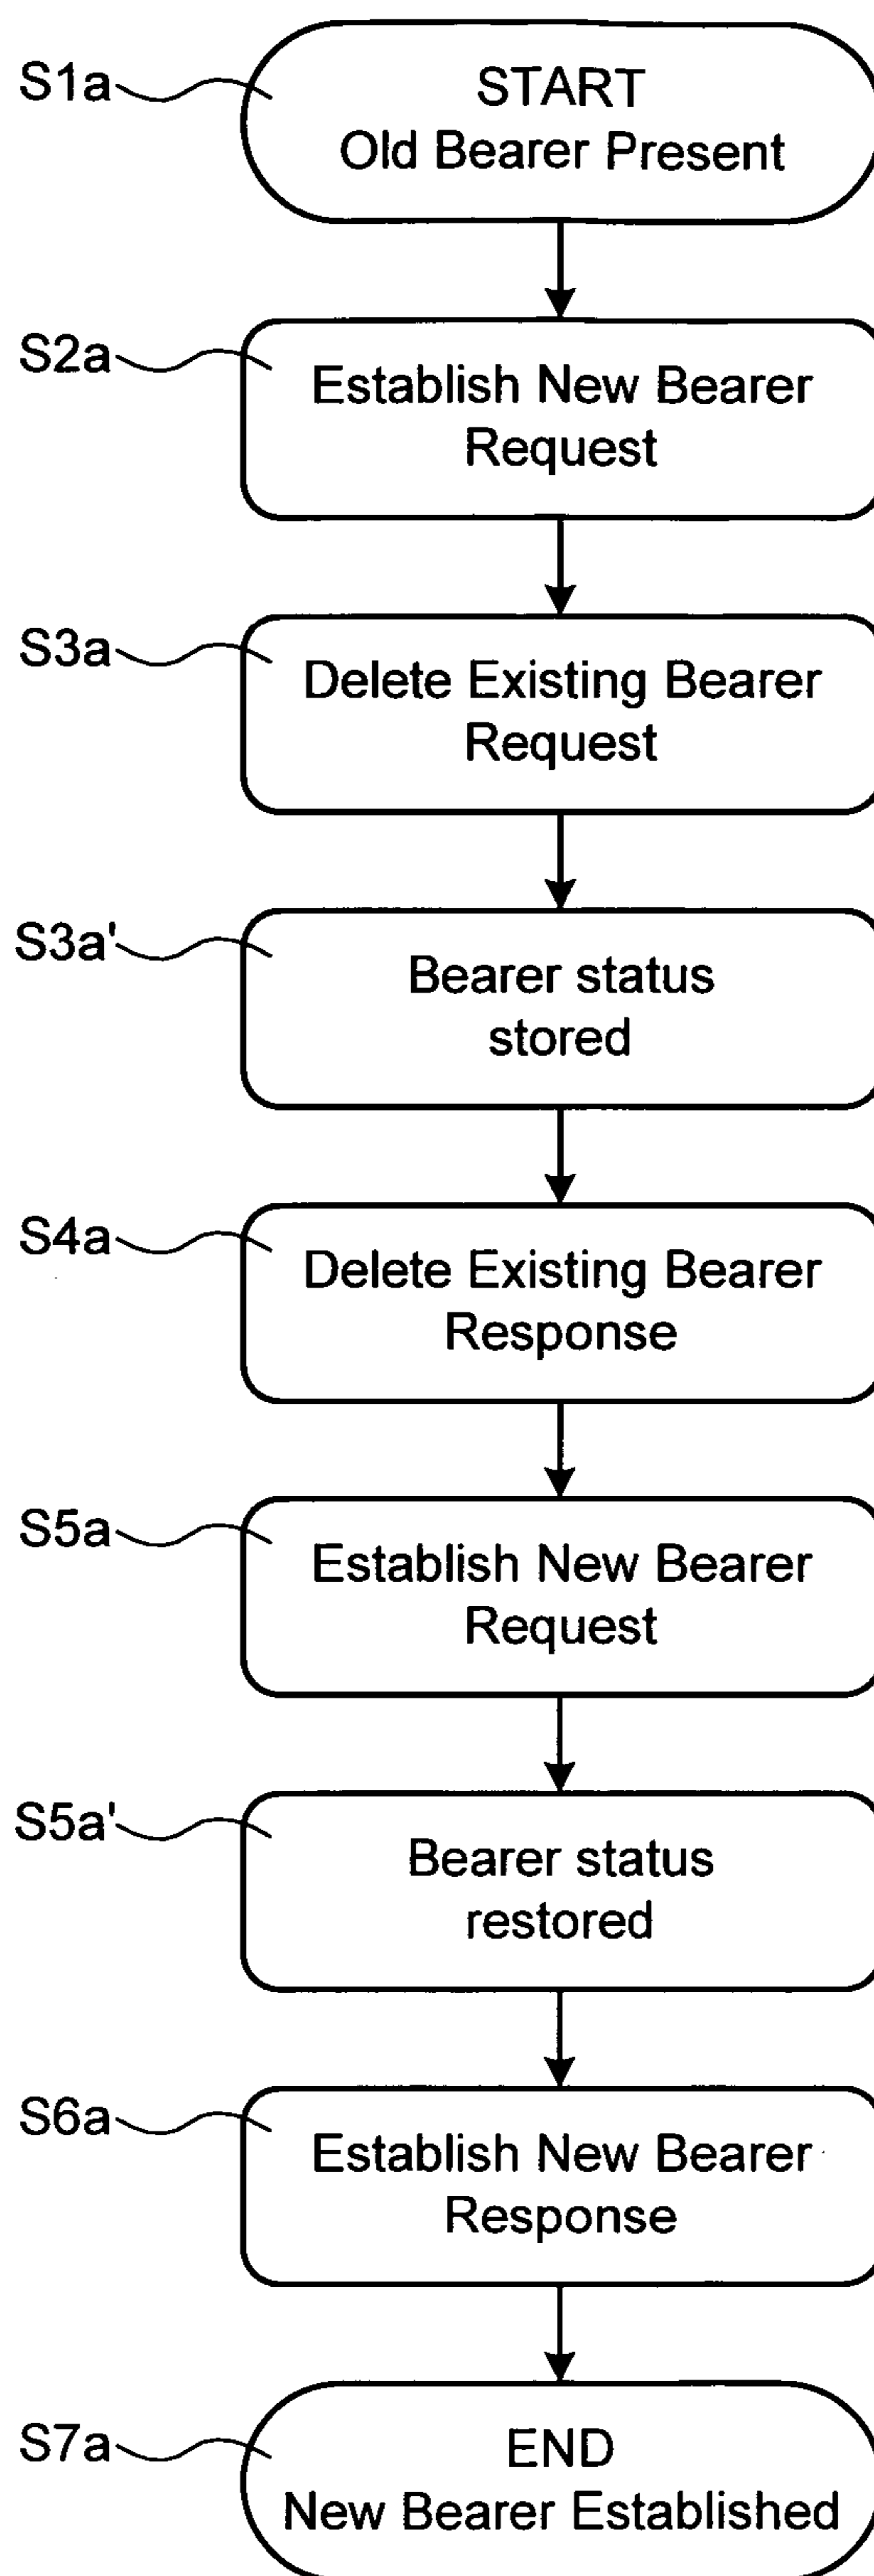 S1a
START
Old Bearer Present
S2a
Establish New Bearer
Request
S3a
Delete Existing Bearer
Request
S3a'
Bearer status
stored
S4a
Delete Existing Bearer
Response
S5a
Establish New Bearer
Request
S5a'
Bearer status
restored
S6a
Establish New Bearer
Response
S7a
END
New Bearer Established